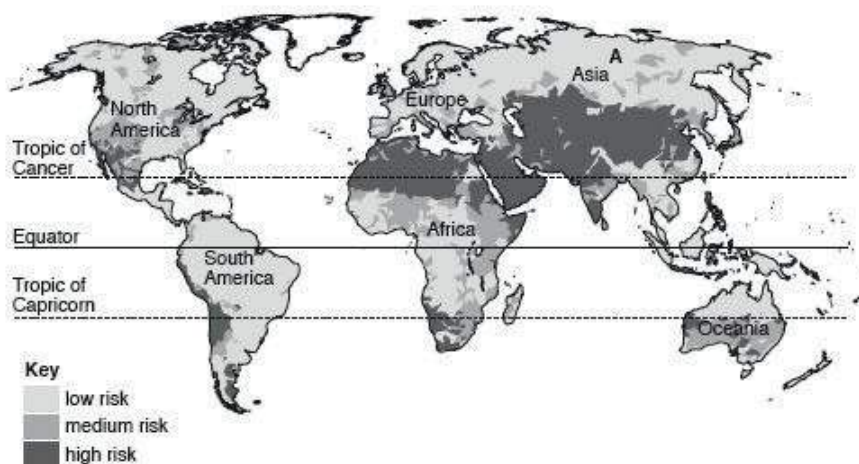 A
Asia
Europe
North
America
Tropic of
Cancer
Africa
Equator
South
America
Tropic of
Capricorn
Oceania
Key
low risk
medium risk
high risk